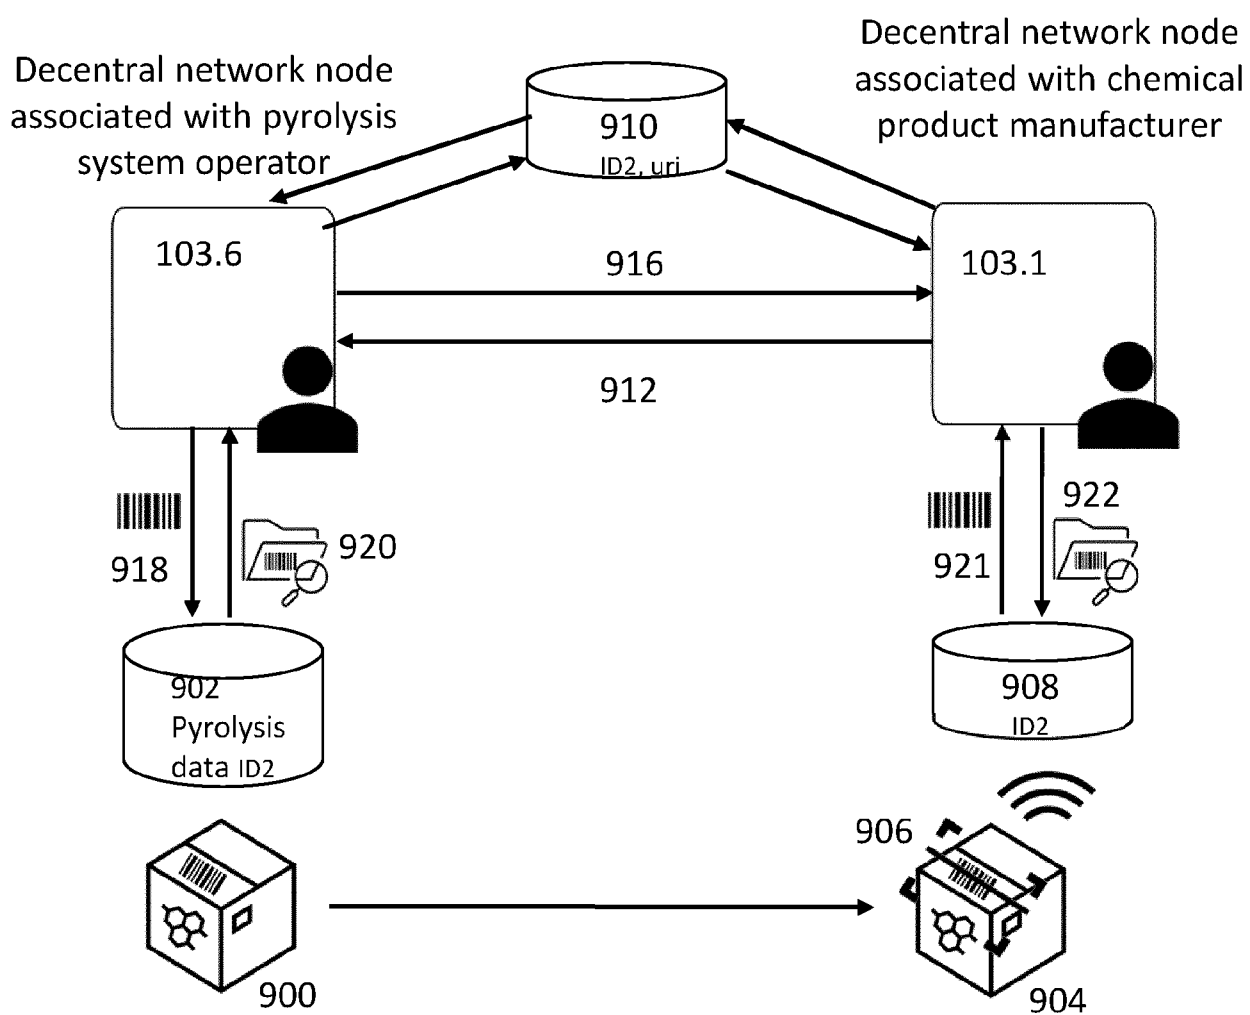 Decentral network node
associated with pyrolysis
system operator
Decentral network node
associated with chemical
product manufacturer
910
ID2, uri
103.6
103.1
916
912
918
920
921
922
902
Pyrolysis
data ID2
908
ID2
906
900
904